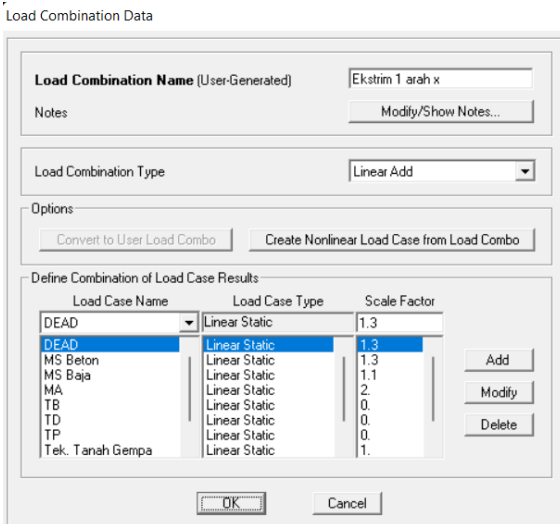 Load Combination Data
Load Combination Name (User-Generated) Ekstrim 1 arah x
Notes Modify/Show Notes...
Load Combination Type Linear Add
Options
Convert to User Load Combo Create Nonlinear Load Case from Load Combo
Define Combination of Load Case Results
Load Case Name Load Case Type Scale Factor
DEAD Linear Static 1.3
DEAD Linear Static 1.3
MS Beton Linear Static 1.3
MS Baja Linear Static 1.1
MA Linear Static 2.
TB Linear Static 0.
TD Linear Static 0.
TP Linear Static 0.
Tek. Tanah Gempa Linear Static 1.
Add
Modify
Delete
OK Cancel